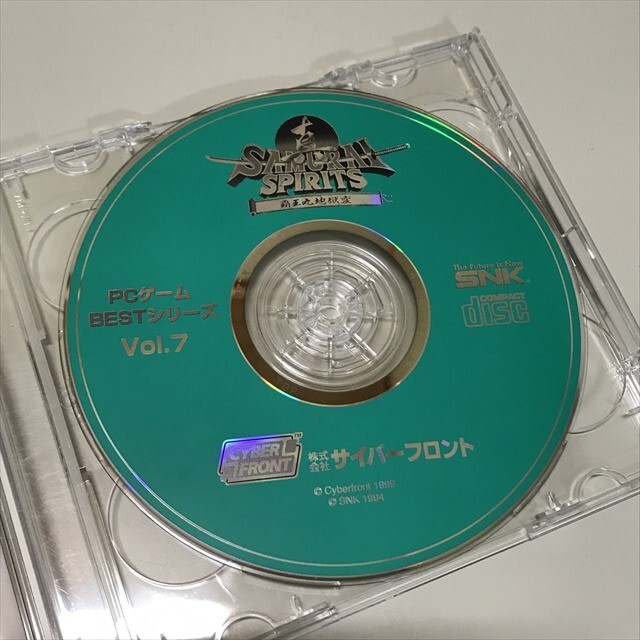 真
SAMURAI
SPIRITS
覇王丸地獄変
PCゲーム
BESTシリーズ
Vol.7
The Future is Now
SNK
COMPACT
disc
CYBER
FRONT
TM
株式
会社 サイバーフロント
© Cyberfront 1999
© SNK 1994